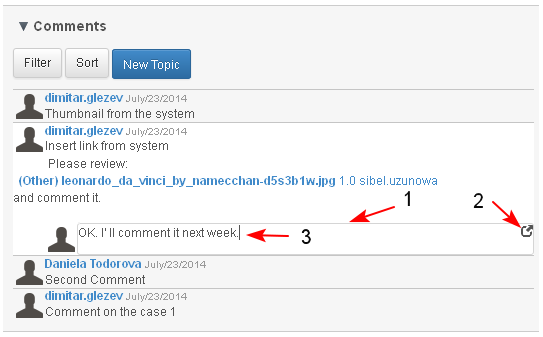 Comments
Filter Sort New Topic
dimitar.glezev July/23/2014
Thumbnail from the system
dimitar.glezev July/23/2014
Insert link from system
Please review:
(Other) leonardo_da_vinci_by_namecchan-d5s3b1w.jpg 1.0 sibel.uzunowa
and comment it.
1
2
OK. I' ll comment it next week.
3
Daniela Todorova July/23/2014
Second Comment
dimitar.glezev July/23/2014
Comment on the case 1